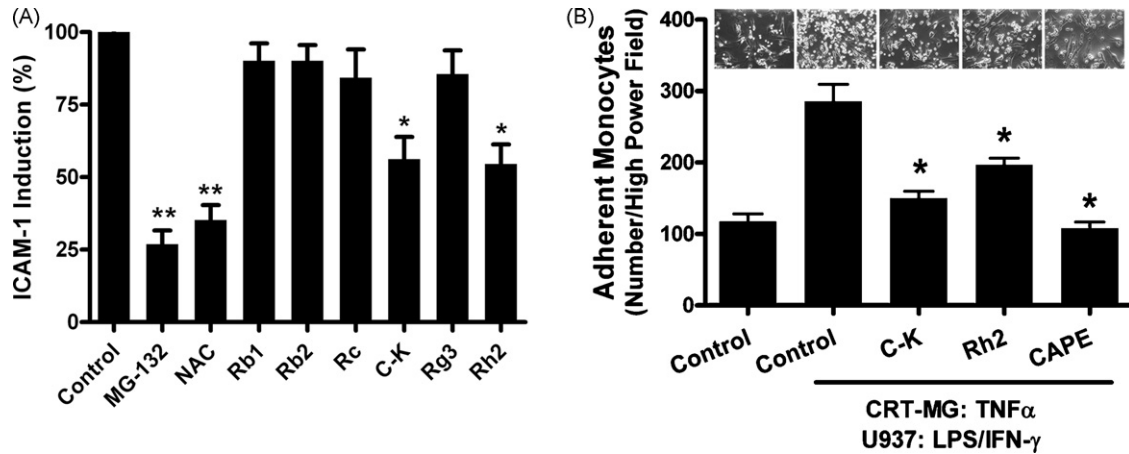 (A)
ICAM-1 Induction (%)
100
75
50
25
0
**
**
*
*
Control
MG-132
NAC
Rb1
Rb2
Rc
C-K
Rg3
Rh2
(B)
Adherent Monocytes
(Number/High Power Field)
400
300
200
100
0
*
*
*
Control
Control
C-K
Rh2
CAPE
CRT-MG: TNFα
U937: LPS/IFN-γ